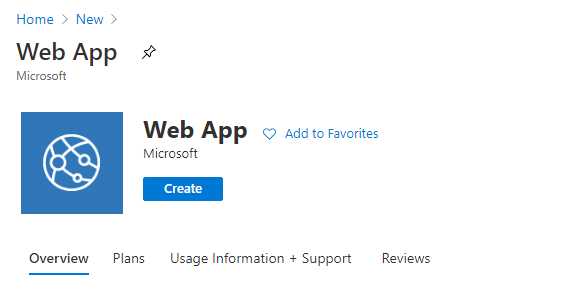 Home > New >
Web App
Microsoft
Web App
Add to Favorites
Microsoft
Create
Overview Plans Usage Information + Support Reviews